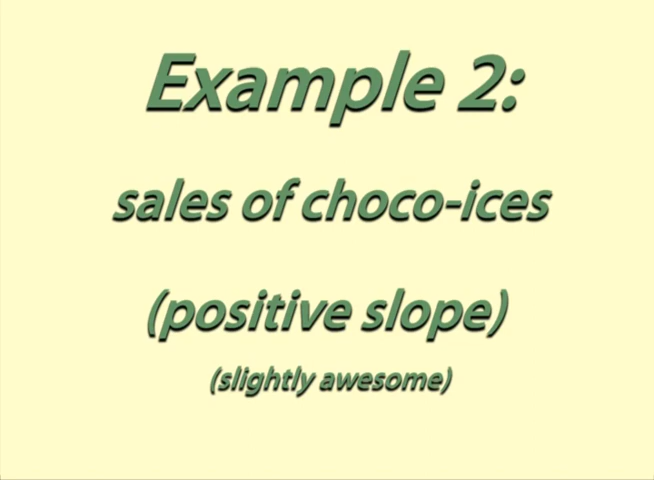 Example 2:
sales of choco-ices
(positive slope)
(slightly awesome)